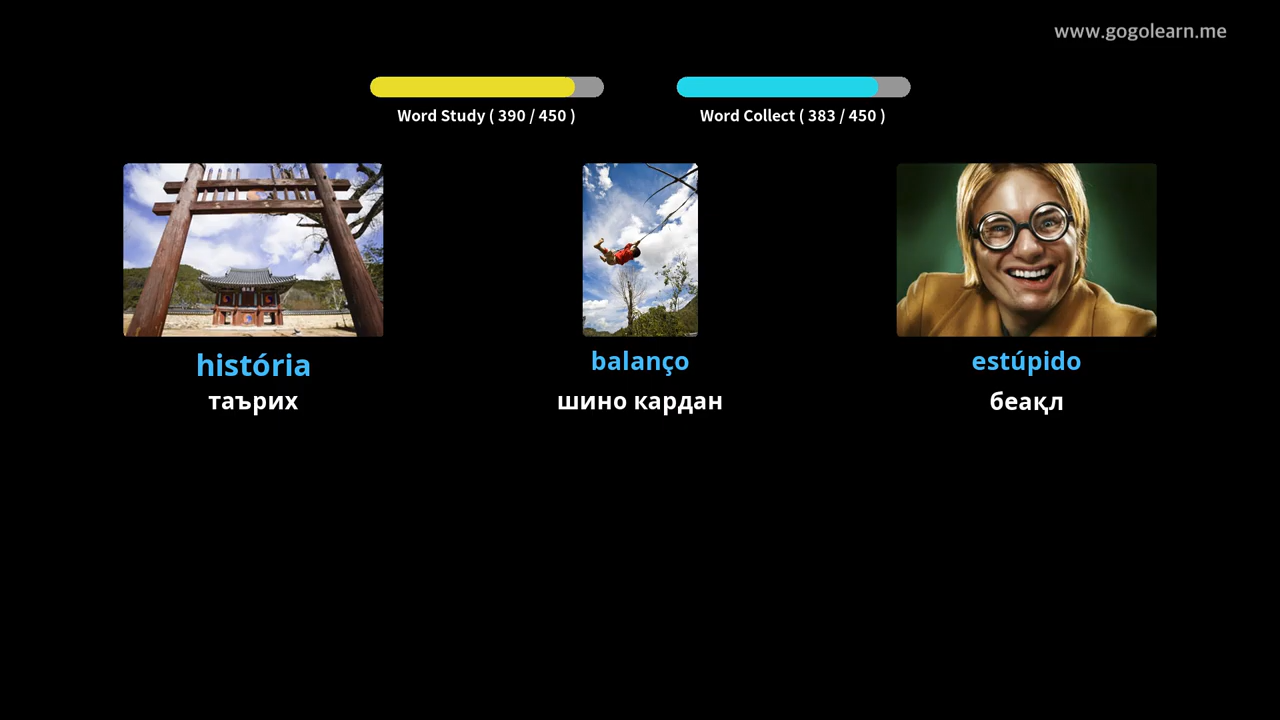 www.gogolearn.me
Word Study ( 390 / 450 )
Word Collect ( 383 / 450 )
história
таърих
balanço
шино кардан
estúpido
беақл